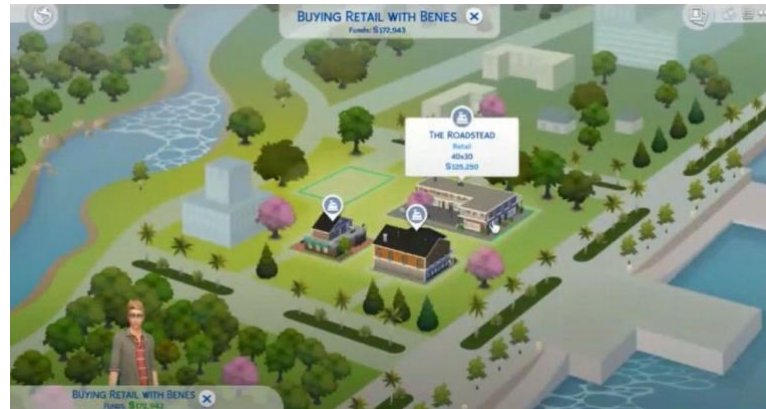 BUYING RETAIL WITH BENES
Funds: §172,943
THE ROADSTEAD
Retail
40x30
§125,250
BUYING RETAIL WITH BENES
FUNDS: §172,943